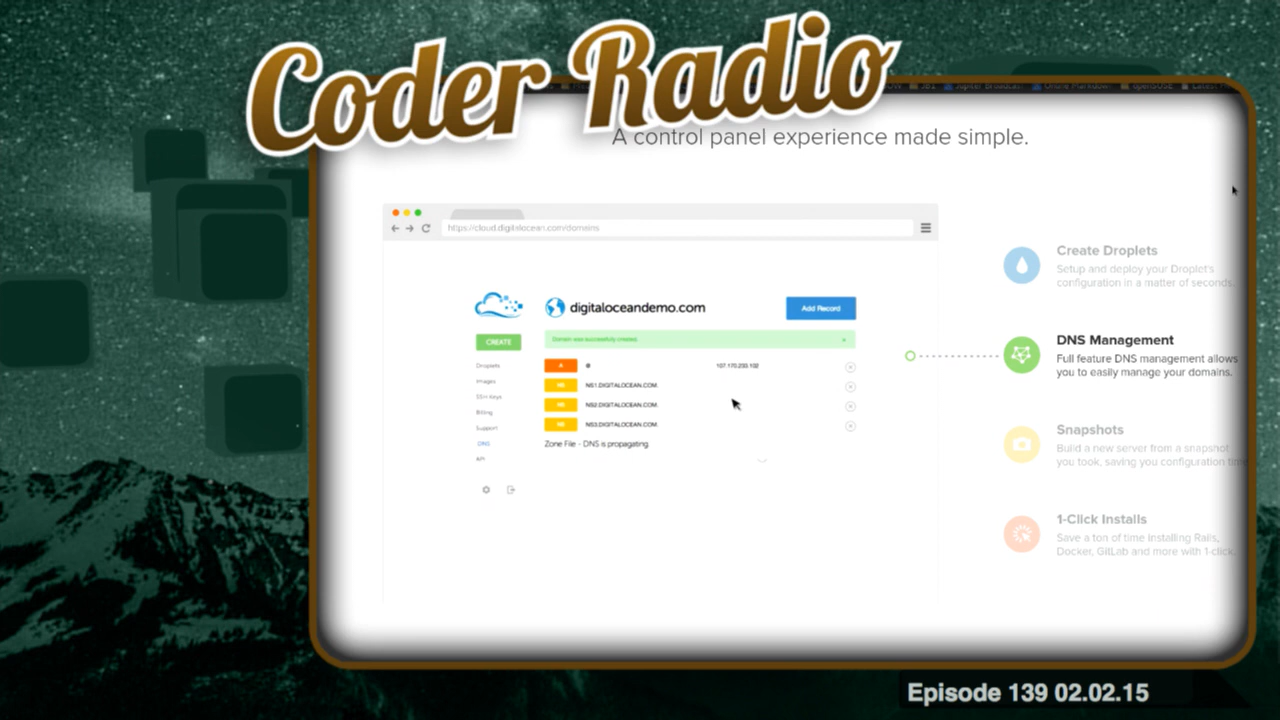 Coder Radio
A control panel experience made simple.
https://cloud.digitalocean.com/domains
digitaloceandemo.com
Add Record
CREATE
Domain was successfully created.
Droplets
A
@
107.170.230.102
Images
NS
NS1.DIGITALOCEAN.COM.
SSH Keys
Billing
NS
NS2.DIGITALOCEAN.COM.
Support
NS
NS3.DIGITALOCEAN.COM.
DNS
Zone File - DNS is propagating.
API
Create Droplets
Setup and deploy your Droplet's
configuration in a matter of seconds.
DNS Management
Full feature DNS management allows
you to easily manage your domains.
Snapshots
Build a new server from a snapshot
you took, saving you configuration time
1-Click Installs
Save a ton of time installing Rails,
Docker, GitLab and more with 1-click.
Episode 139 02.02.15